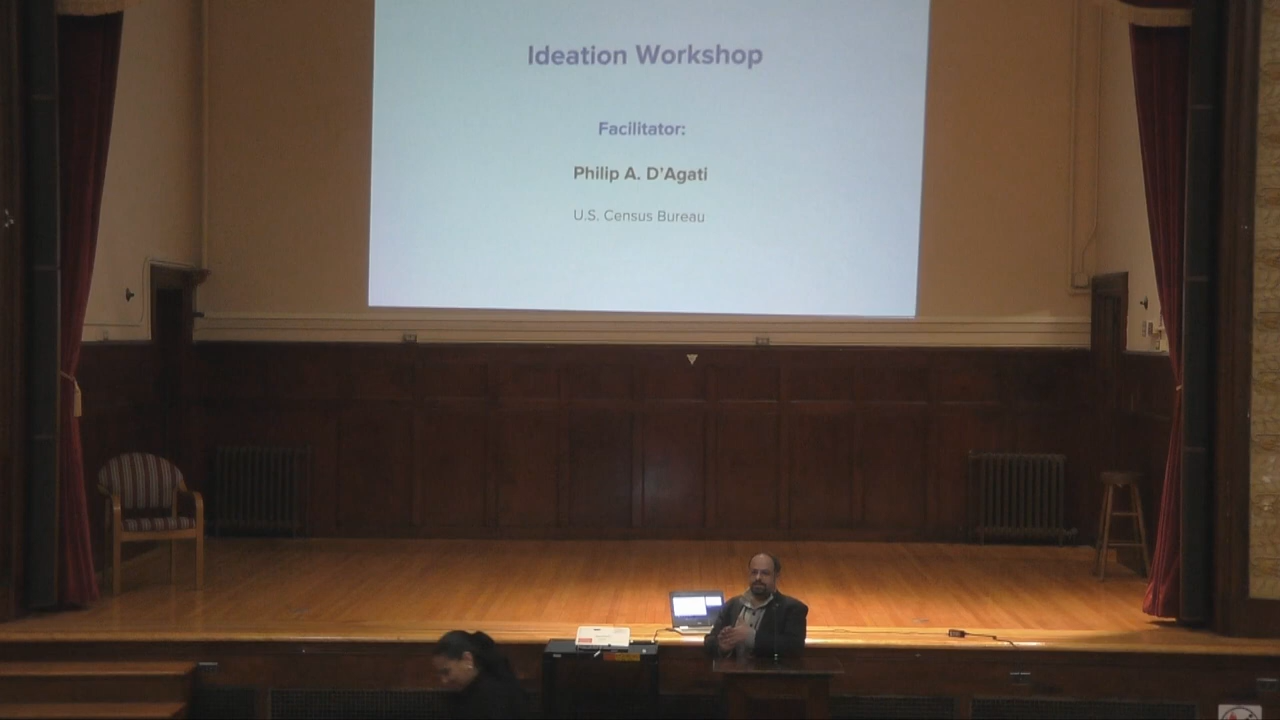 Ideation Workshop
Facilitator:
Philip A. D'Agati
U.S. Census Bureau